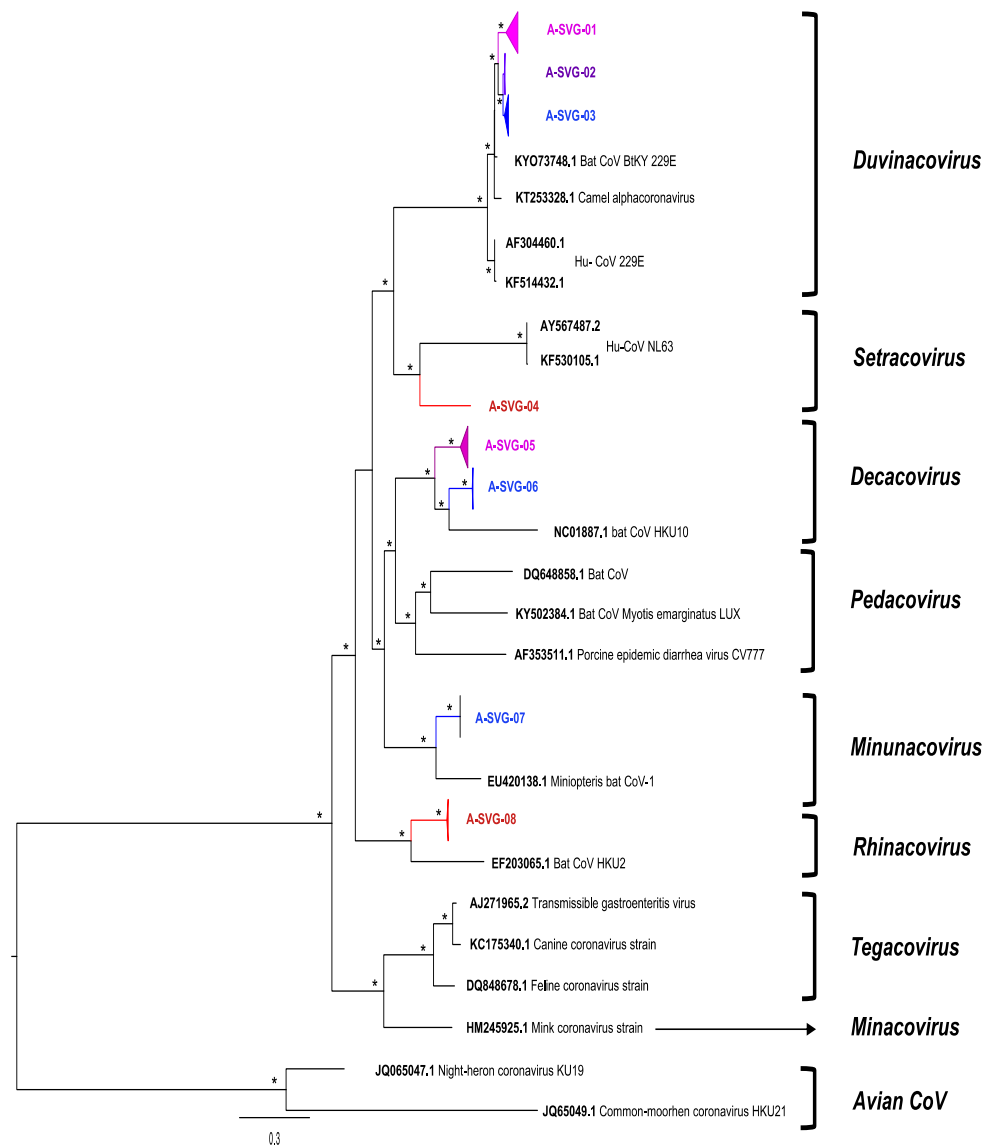 A-SVG-01
A-SVG-02
A-SVG-03
KYO73748.1 Bat CoV BtKY 229E
Duvinacovirus
KT253328.1 Camel alphacoronavirus
AF304460.1
Hu- CoV 229E
KF514432.1
AY567487.2
Hu-CoV NL63
KF530105.1
Setracovirus
A-SVG-04
A-SVG-05
A-SVG-06
Decacovirus
NC01887.1 bat CoV HKU10
DQ648858.1 Bat CoV
KY502384.1 Bat CoV Myotis emarginatus LUX
Pedacovirus
AF353511.1 Porcine epidemic diarrhea virus CV777
A-SVG-07
Minunacovirus
EU420138.1 Miniopteris bat CoV-1
A-SVG-08
Rhinacovirus
EF203065.1 Bat CoV HKU2
AJ271965.2 Transmissible gastroenteritis virus
KC175340.1 Canine coronavirus strain
Tegacovirus
DQ848678.1 Feline coronavirus strain
HM245925.1 Mink coronavirus strain
Minacovirus
JQ065047.1 Night-heron coronavirus KU19
Avian CoV
JQ65049.1 Common-moorhen coronavirus HKU21
0.3